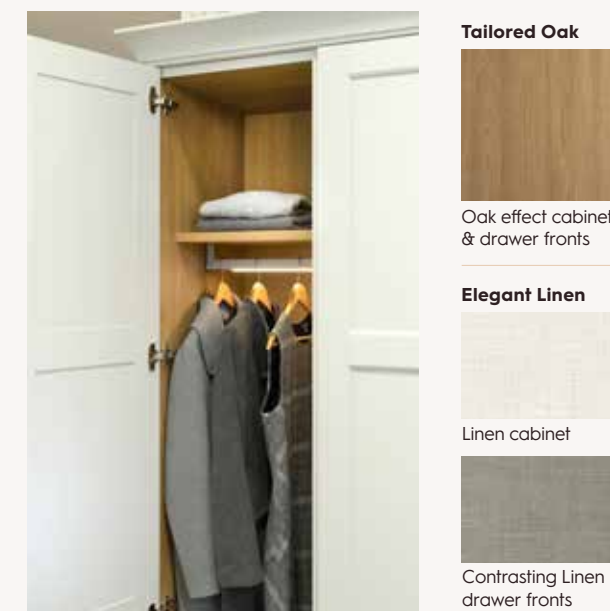 Tailored Oak
Oak effect cabinet
& drawer fronts
Elegant Linen
Linen cabinet
Contrasting Linen
drawer fronts